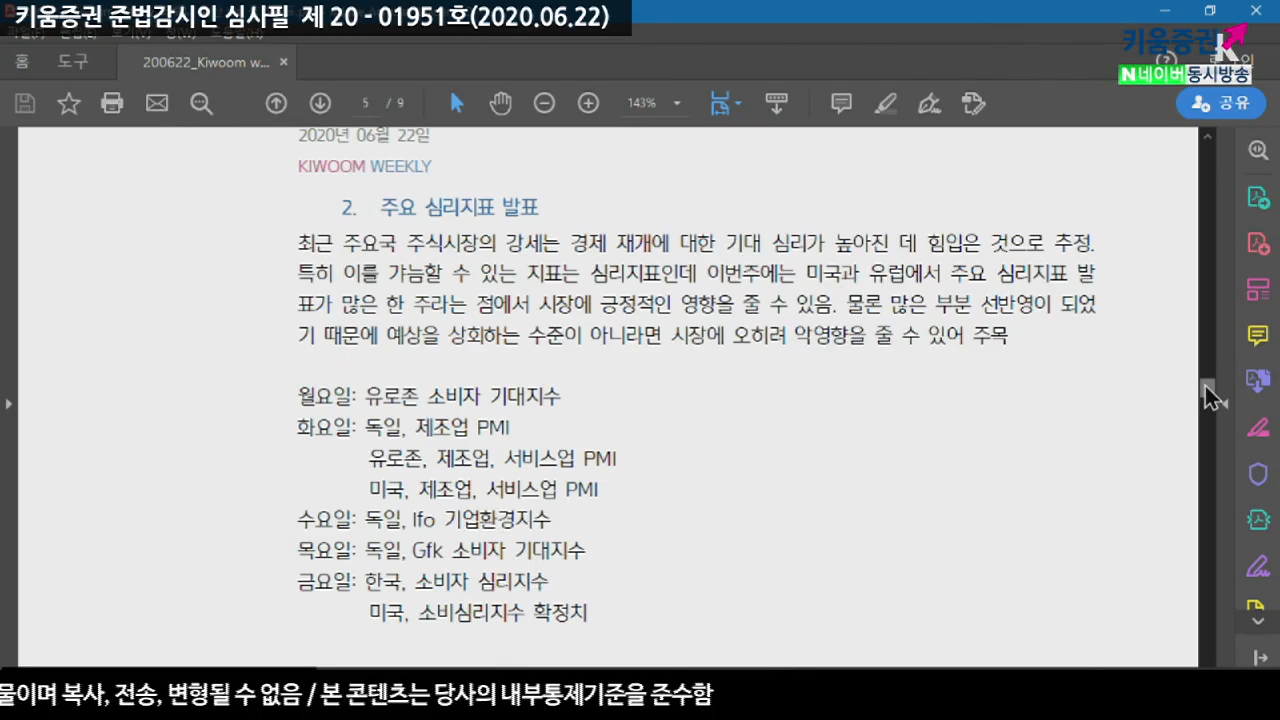 키움증권 준법감시인 심사필 제 20 - 01951호(2020.06.22)
키움증권
N 네이버 동시방송
홈 도구 200622_Kiwoom w... ×
5 / 9 143% 공유
2020년 06월 22일
KIWOOM WEEKLY
2. 주요 심리지표 발표
최근 주요국 주식시장의 강세는 경제 재개에 대한 기대 심리가 높아진 데 힘입은 것으로 추정.
특히 이를 갸늠할 수 있는 지표는 심리지표인데 이번주에는 미국과 유럽에서 주요 심리지표 발
표가 많은 한 주라는 점에서 시장에 긍정적인 영향을 줄 수 있음. 물론 많은 부분 선반영이 되었
기 때문에 예상을 상회하는 수준이 아니라면 시장에 오히려 악영향을 줄 수 있어 주목
월요일: 유로존 소비자 기대지수
화요일: 독일, 제조업 PMI
유로존, 제조업, 서비스업 PMI
미국, 제조업, 서비스업 PMI
수요일: 독일, Ifo 기업환경지수
목요일: 독일, Gfk 소비자 기대지수
금요일: 한국, 소비자 심리지수
미국, 소비심리지수 확정치
물이며 복사, 전송, 변형될 수 없음 / 본 콘텐츠는 당사의 내부통제기준을 준수함